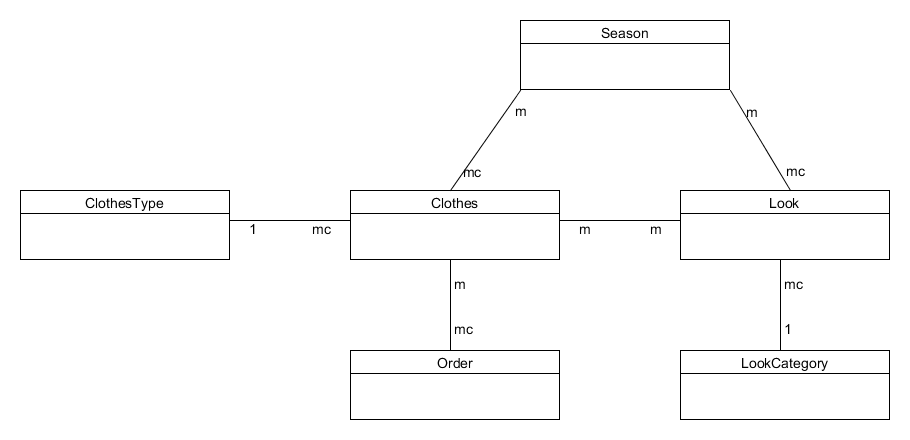 Season
m
m
mc
mc
ClothesType
Clothes
Look
1
mc
m
m
m
mc
mc
1
Order
LookCategory